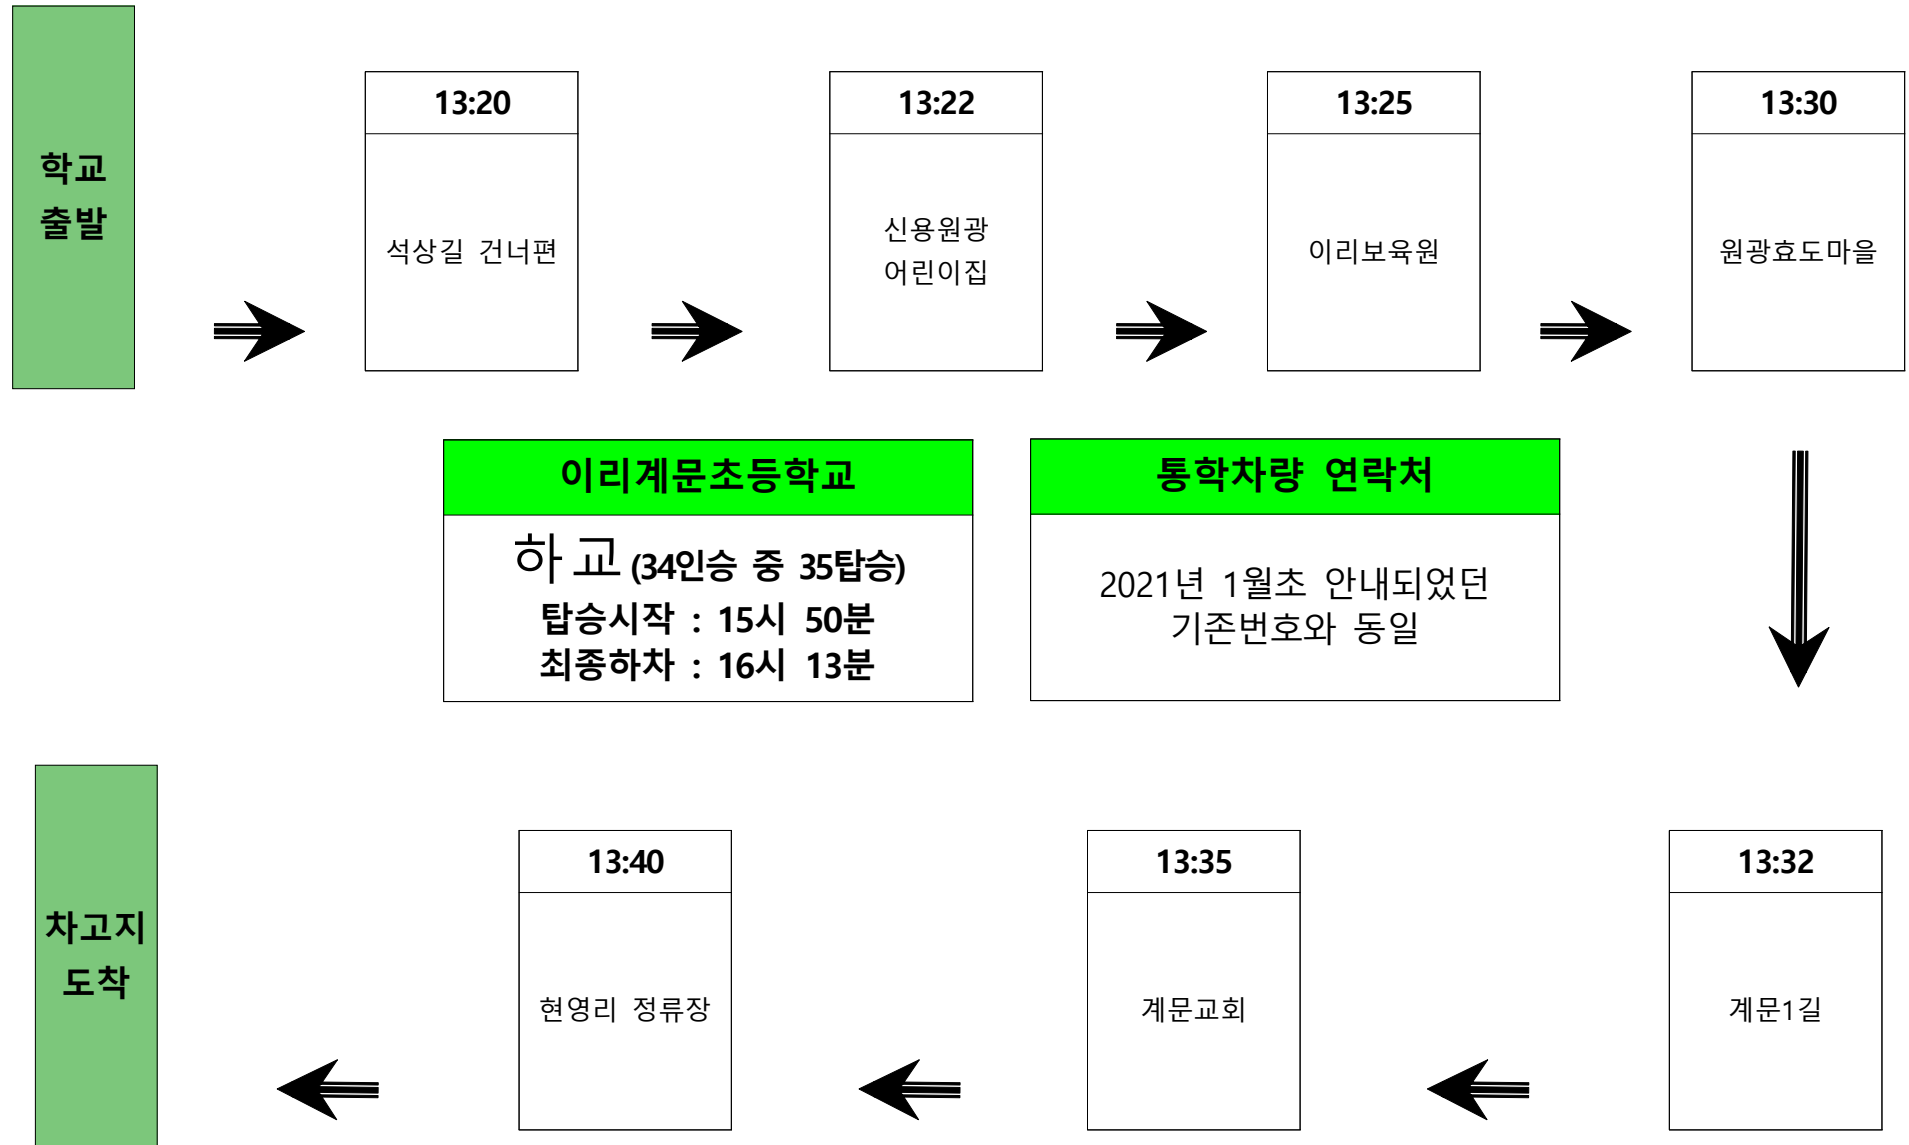 학교
출발
13:20
석상길 건너편
13:22
신용원광
어린이집
13:25
이리보육원
13:30
원광효도마을
이리계문초등학교
하교(34인승 중 35탑승)
탑승시작 : 15시 50분
최종하차 : 16시 13분
통학차량 연락처
2021년 1월초 안내되었던
기존번호와 동일
13:32
계문1길
13:35
계문교회
13:40
현영리 정류장
차고지
도착